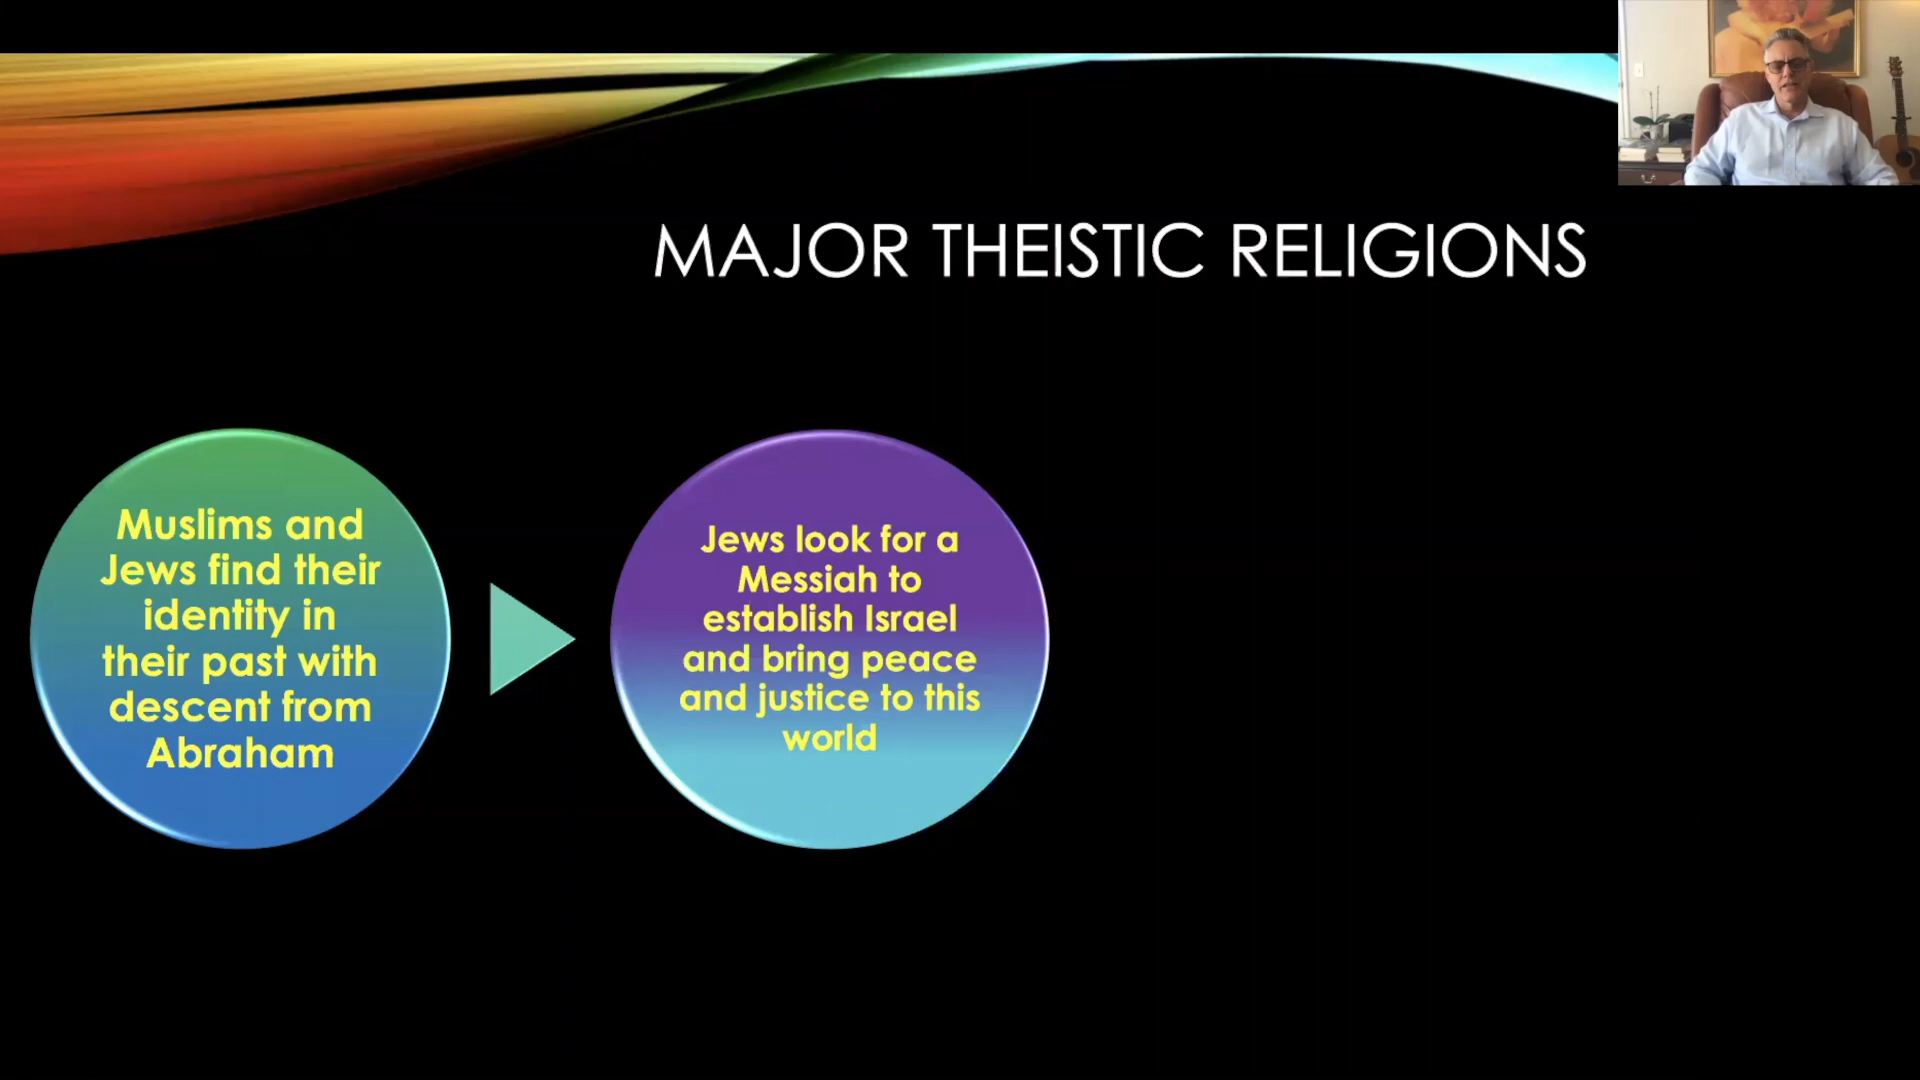 MAJOR THEISTIC RELIGIONS
Muslims and
Jews find their
identity in
their past with
descent from
Abraham
Jews look for a
Messiah to
establish Israel
and bring peace
and justice to this
world